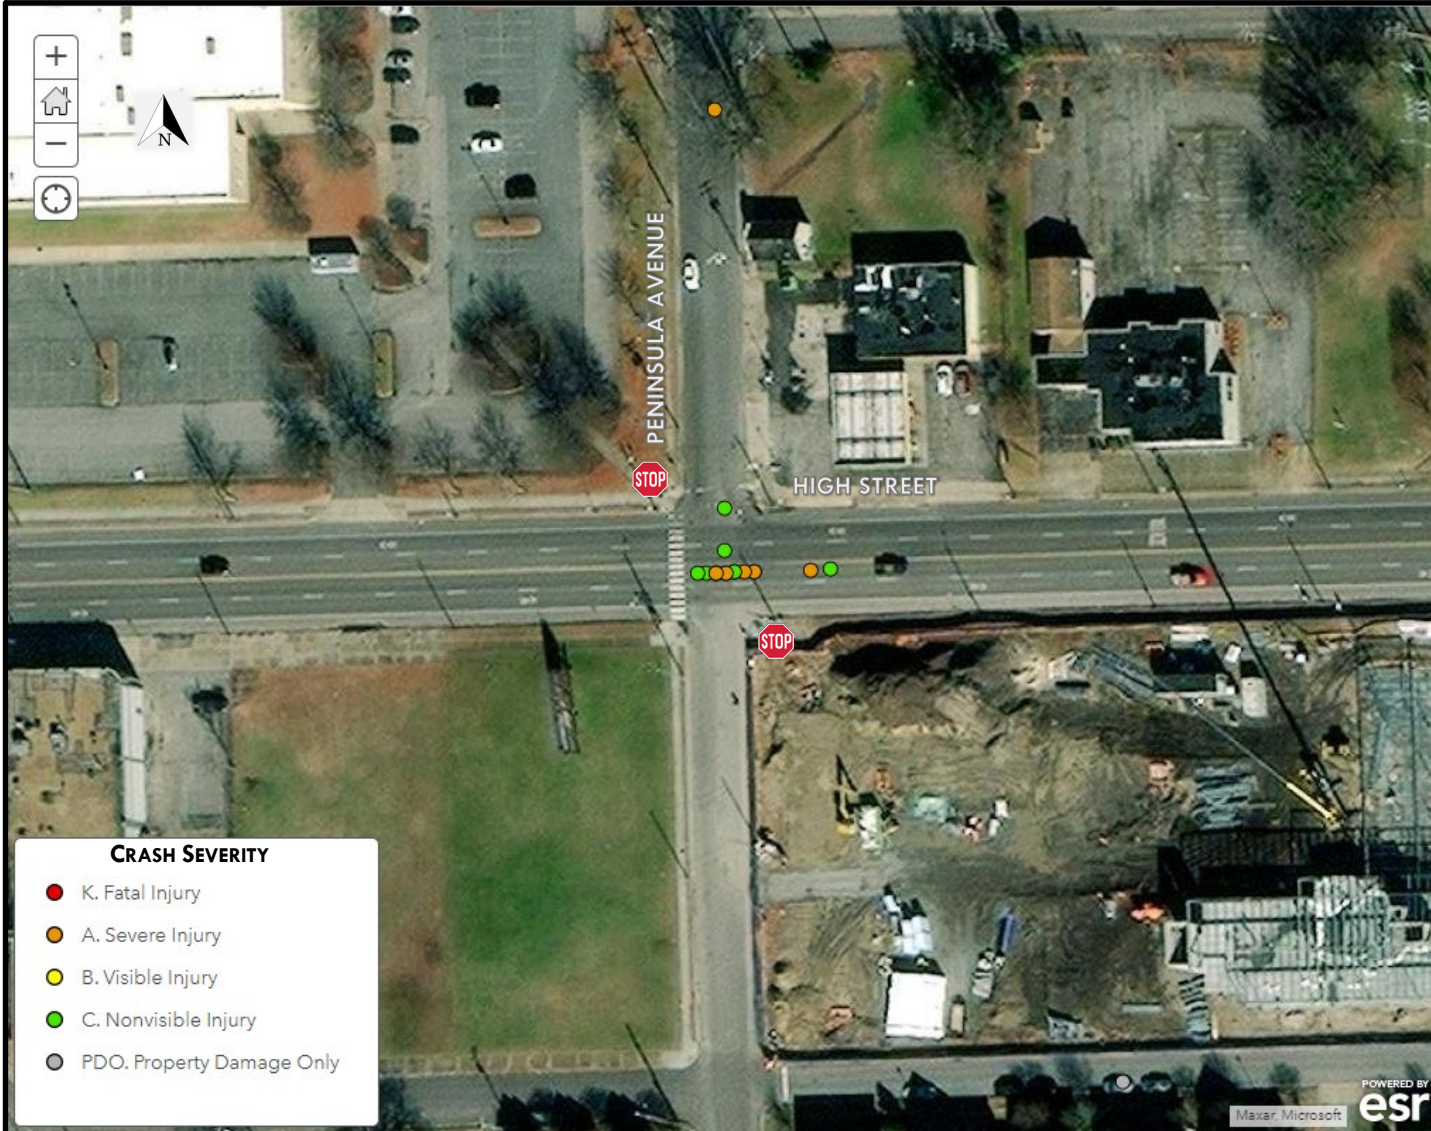 +
−
N
PENINSULA AVENUE
STOP
HIGH STREET
STOP
CRASH SEVERITY
K. Fatal Injury
A. Severe Injury
B. Visible Injury
C. Nonvisible Injury
PDO. Property Damage Only
POWERED BY
esr
Maxar, Microsoft